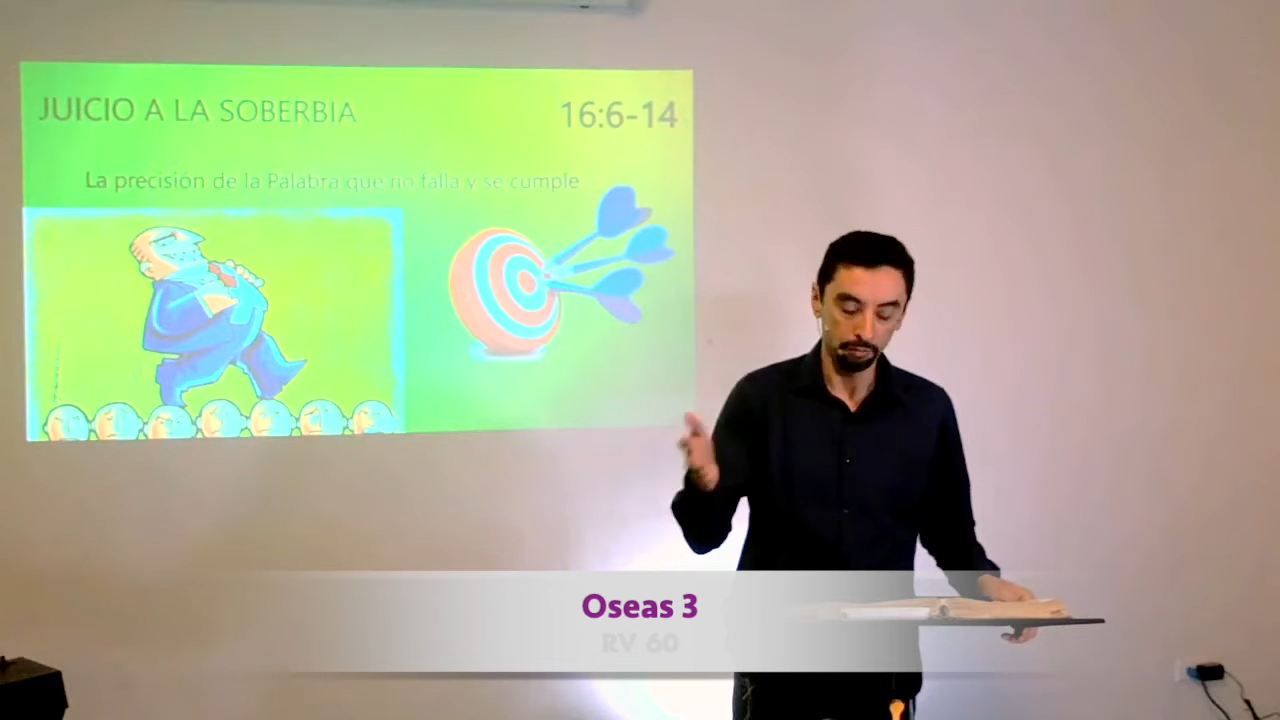 JUICIO A LA SOBERBIA
16:6-14
La precisión de la Palabra que no falla y se cumple
Oseas 3
RV 60